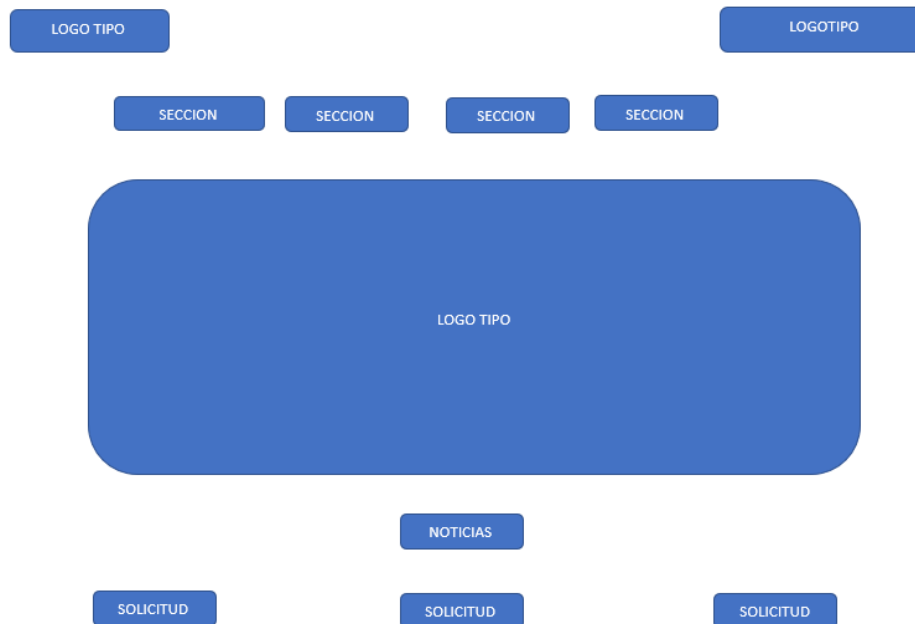 LOGO TIPO
LOGOTIPO
SECCION
SECCION
SECCION
SECCION
LOGO TIPO
NOTICIAS
SOLICITUD
SOLICITUD
SOLICITUD